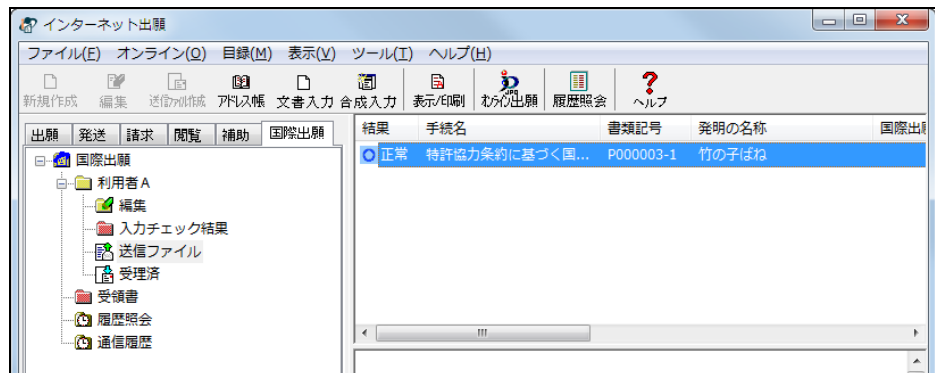 インターネット出願
ファイル(F) オンライン(O) 目録(M) 表示(V) ツール(T) ヘルプ(H)
新規作成 編集 送信ファイル作成 アドレス帳 文書入力 合成入力 表示/印刷 オンライン出願 履歴照会 ヘルプ
出願 発送 請求 閲覧 補助 国際出願
国際出願
利用者A
編集
入力チェック結果
送信ファイル
受理済
受領書
履歴照会
通信履歴
結果 手続名 書類記号 発明の名称 国際出願
正常 特許協力条約に基づく国... P000003-1 竹の子ばね